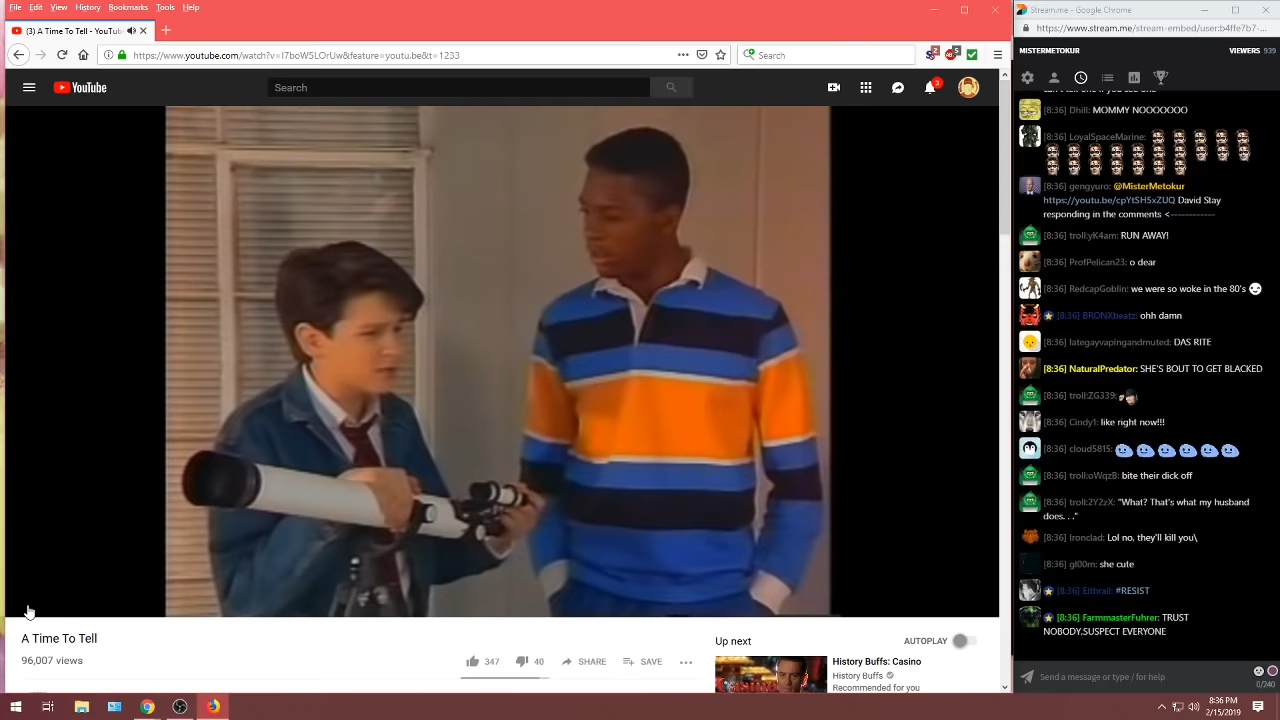 File Edit View History Bookmarks Tools Help
(3) A Time To Tell - YouTube
https://www.youtube.com/watch?v=I7bcW5LOrUw&feature=youtu.be&t=1233
Search
2
5
YouTube
Search
3
A Time To Tell
96,007 views
347
40
SHARE
SAVE
Up next
AUTOPLAY
History Buffs: Casino
History Buffs
Recommended for you
Stream.me - Google Chrome
https://www.stream.me/stream-embed/user:b4ffe7b7-...
MISTERMETOKUR
VIEWERS 939
[8:36] Dhill: MOMMY NOOOOOOO
[8:36] LoyalSpaceMarine:
[8:36] gengyuro: @MisterMetokur
https://youtu.be/cpYtSH5xZUQ David Stay
responding in the comments <------------
[8:36] troll:yK4am: RUN AWAY!
[8:36] ProfPelican23: o dear
[8:36] RedcapGoblin: we were so woke in the 80's
[8:36] BRONXbeatz: ohh damn
[8:36] lategayvapingandmuted: DAS RITE
[8:36] NaturalPredator: SHE'S BOUT TO GET BLACKED
[8:36] troll:ZG339:
[8:36] Cindy1: like right now!!!
[8:36] cloud5815:
[8:36] troll:oWqzB: bite their dick off
[8:36] troll:2Y2zX: "What? That's what my husband
does. . ."
[8:36] Ironclad: Lol no, they'll kill you\
[8:36] gl00m: she cute
[8:36] Eithrail: #RESIST
[8:36] FarmmasterFuhrer: TRUST
NOBODY,SUSPECT EVERYONE
Send a message or type / for help
0/240
8:36 PM
2/15/2019